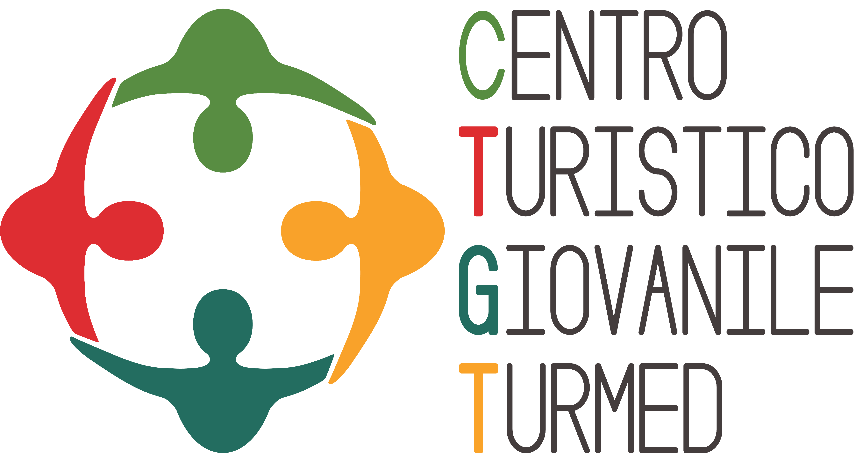 CENTRO
TURISTICO
GIOVANILE
TURMED